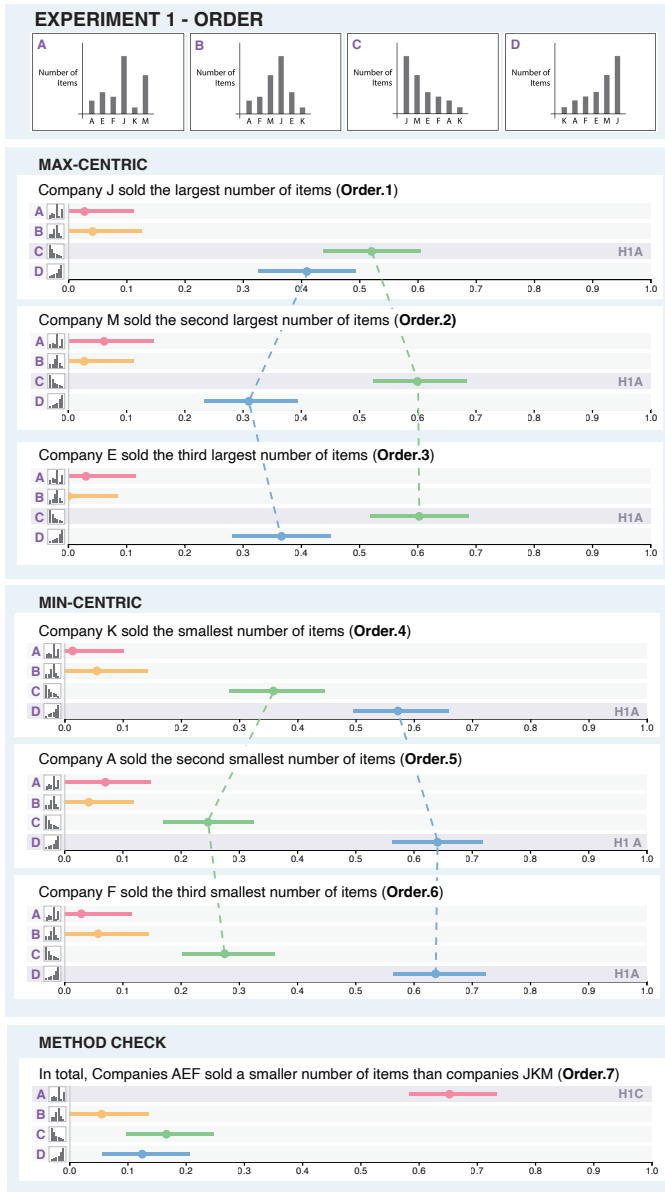 EXPERIMENT 1 - ORDER
A B C D
Number of Items Number of Items Number of Items Number of Items
A E F J K M A F M J E K J M E F A K K A F E M J
MAX-CENTRIC
Company J sold the largest number of items (Order.1)
A
B
C H1A
D
0.0 0.1 0.2 0.3 0.4 0.5 0.6 0.7 0.8 0.9 1.0
Company M sold the second largest number of items (Order.2)
A
B
C H1A
D
0.0 0.1 0.2 0.3 0.4 0.5 0.6 0.7 0.8 0.9 1.0
Company E sold the third largest number of items (Order.3)
A
B
C H1A
D
0.0 0.1 0.2 0.3 0.4 0.5 0.6 0.7 0.8 0.9 1.0
MIN-CENTRIC
Company K sold the smallest number of items (Order.4)
A
B
C
D H1A
0.0 0.1 0.2 0.3 0.4 0.5 0.6 0.7 0.8 0.9 1.0
Company A sold the second smallest number of items (Order.5)
A
B
C
D H1 A
0.0 0.1 0.2 0.3 0.4 0.5 0.6 0.7 0.8 0.9 1.0
Company F sold the third smallest number of items (Order.6)
A
B
C
D H1A
0.0 0.1 0.2 0.3 0.4 0.5 0.6 0.7 0.8 0.9 1.0
METHOD CHECK
In total, Companies AEF sold a smaller number of items than companies JKM (Order.7)
A H1C
B
C
D
0.0 0.1 0.2 0.3 0.4 0.5 0.6 0.7 0.8 0.9 1.0